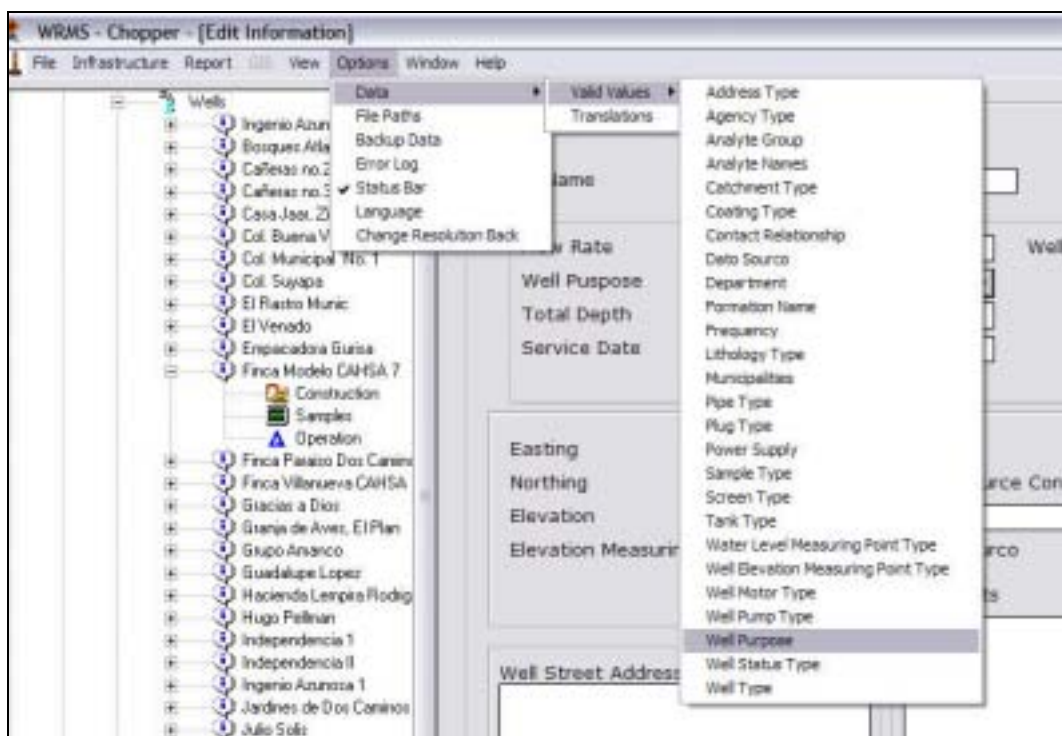 WRMS - Chopper - [Edit Information]
File Infrastructure Report GIS View Options Window Help
Wells
Ingenio Azun
Bosques Atla
Cañeras no.2
Cañeras no.3
Casa Jaar, Z
Col. Buena V
Col. Municipal No. 1
Col. Suyapa
El Rastro Munic
El Venado
Empacadora Gurisa
Finca Modelo CAHSA 7
Construction
Samples
Operation
Finca Paraiso Dos Camino
Finca Villanueva CAHSA
Gracias a Dios
Granja de Aves, El Plan
Grupo Amanco
Guadalupe Lopez
Hacienda Lempira Rodrig
Hugo Pellman
Independencia 1
Independencia II
Ingenio Azunosa 1
Jardines de Dos Caminos
Julio Solis
Data
File Paths
Backup Data
Error Log
Status Bar
Language
Change Resolution Back
Valid Values
Translations
Address Type
Agency Type
Analyte Group
Analyte Names
Catchment Type
Coating Type
Contact Relationship
Data Source
Department
Formation Name
Frequency
Lithology Type
Municipalities
Pipe Type
Plug Type
Power Supply
Sample Type
Screen Type
Tank Type
Water Level Measuring Point Type
Well Elevation Measuring Point Type
Well Motor Type
Well Pump Type
Well Purpose
Well Status Type
Well Type
Name
Rate
Well
Well Puspose
Total Depth
Service Date
Easting
Northing
urce Con
Elevation
Elevation Measurin
urco
ts
Well Street Address